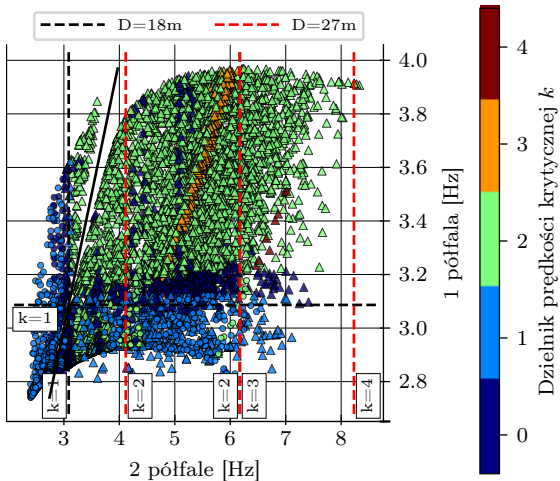 D=18m
D=27m
4.0
3.8
3.6
3.4
3.2
3.0
2.8
1 półfala [Hz]
k=1
k=1
k=2
k=2
k=3
k=4
3
4
5
6
7
8
2 półfale [Hz]
4
3
2
1
0
Dzielnik prędkości krytycznej k